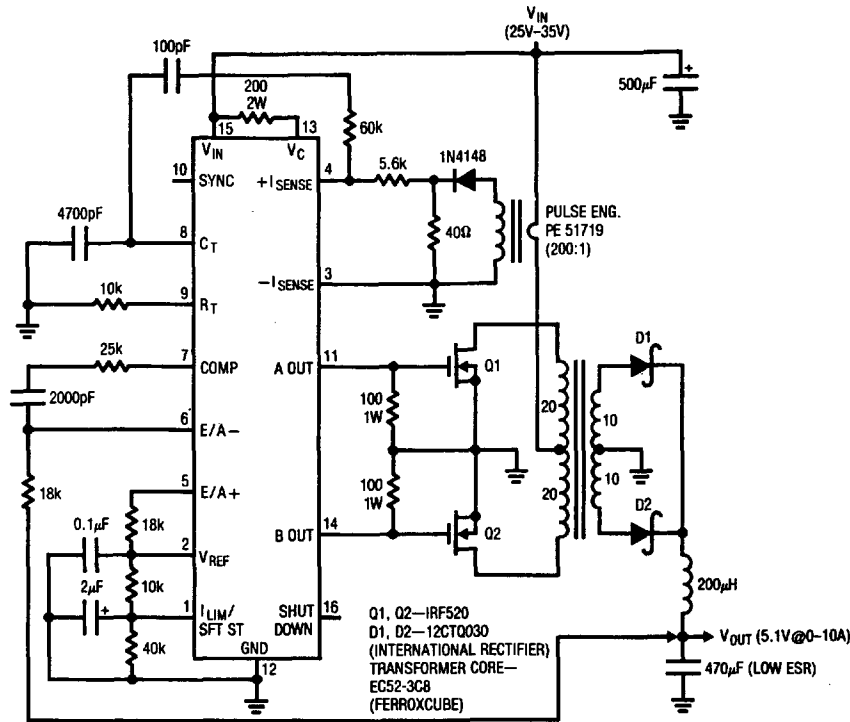 V_IN
(25V–35V)
100pF
200
2W
500μF
+
15
13
60k
V_IN
V_C
1N4148
10
SYNC
4
+I_SENSE
5.6k
4700pF
8
C_T
40Ω
PULSE ENG.
PE 51719
(200:1)
3
–I_SENSE
10k
9
R_T
25k
7
COMP
11
A OUT
Q1
D1
2000pF
100
1W
20
10
6
E/A–
18k
5
E/A+
100
1W
20
10
D2
0.1μF
18k
14
B OUT
Q2
2
V_REF
2μF
10k
200μH
+
1
I_LIM/
SFT ST
SHUT
DOWN
16
40k
GND
12
Q1, Q2—IRF520
D1, D2—12CTQ030
(INTERNATIONAL RECTIFIER)
TRANSFORMER CORE—
EC52-3C8
(FERROXCUBE)
V_OUT (5.1V@0~10A)
470μF (LOW ESR)